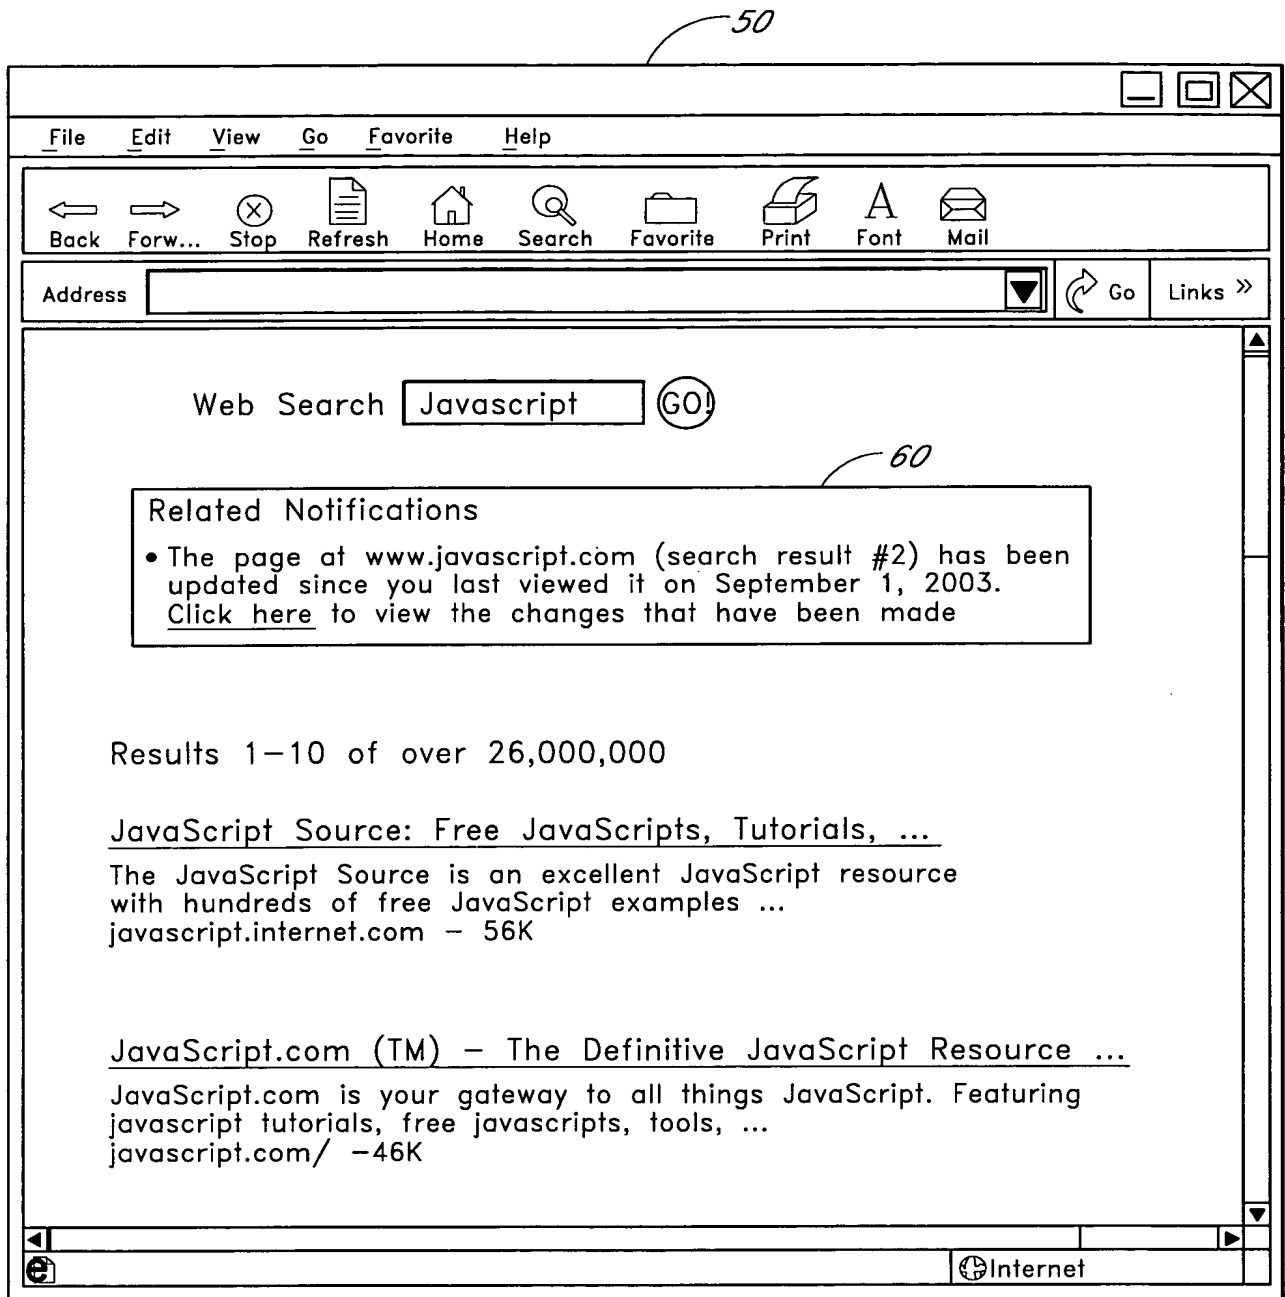 50
File Edit View Go Favorite Help
Back Forw... Stop Refresh Home Search Favorite Print Font Mail
Address Go Links »
Web Search Javascript GO!
60
Related Notifications
• The page at www.javascript.com (search result #2) has been
updated since you last viewed it on September 1, 2003.
Click here to view the changes that have been made
Results 1-10 of over 26,000,000
JavaScript Source: Free JavaScripts, Tutorials, ...
The JavaScript Source is an excellent JavaScript resource
with hundreds of free JavaScript examples ...
javascript.internet.com - 56K
JavaScript.com (TM) - The Definitive JavaScript Resource ...
JavaScript.com is your gateway to all things JavaScript. Featuring
javascript tutorials, free javascripts, tools, ...
javascript.com/ -46K
Internet